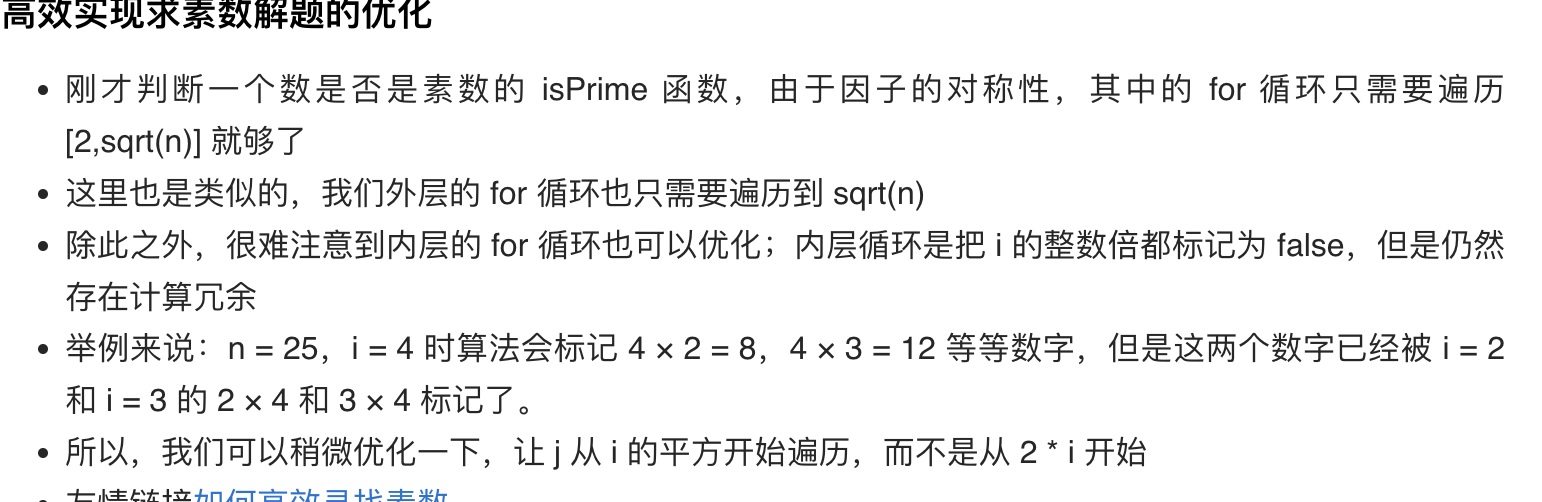 高效实现求素数解题的优化
刚才判断一个数是否是素数的 isPrime 函数，由于因子的对称性，其中的 for 循环只需要遍历
[2,sqrt(n)] 就够了
这里也是类似的，我们外层的 for 循环也只需要遍历到 sqrt(n)
除此之外，很难注意到内层的 for 循环也可以优化；内层循环是把 i 的整数倍都标记为 false，但是仍然
存在计算冗余
举例来说：n = 25，i = 4 时算法会标记 4 × 2 = 8，4 × 3 = 12 等等数字，但是这两个数字已经被 i = 2
和 i = 3 的 2 × 4 和 3 × 4 标记了。
所以，我们可以稍微优化一下，让 j 从 i 的平方开始遍历，而不是从 2 * i 开始
友情链接如何高效寻找素数